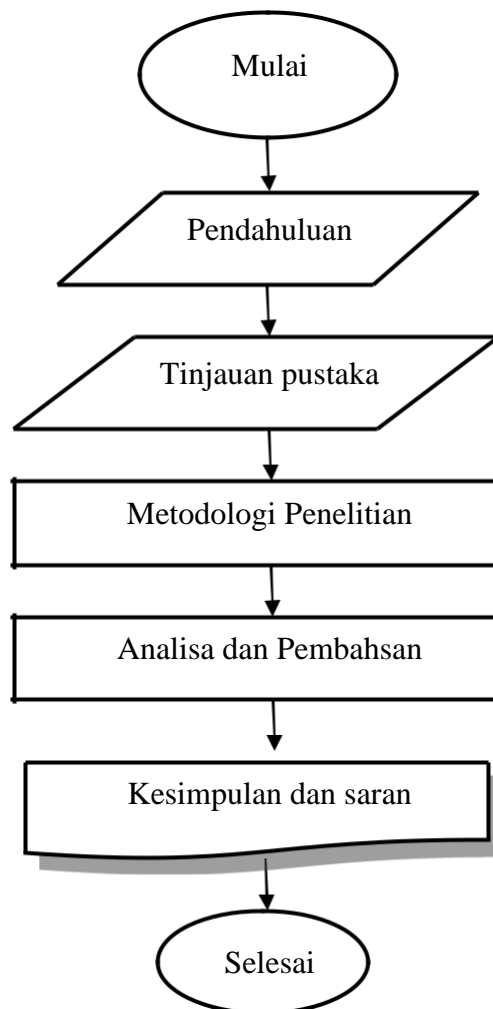 Mulai
Pendahuluan
Tinjauan pustaka
Metodologi Penelitian
Analisa dan Pembahsan
Kesimpulan dan saran
Selesai